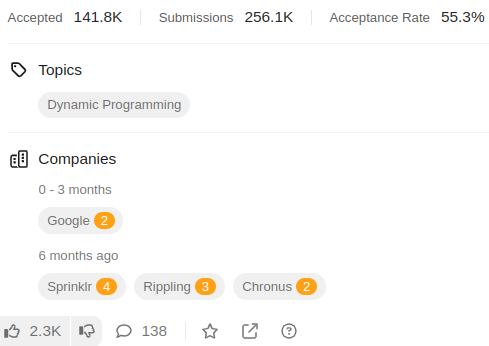 Accepted 141.8K Submissions 256.1K Acceptance Rate 55.3%
Topics
Dynamic Programming
Companies
0 - 3 months
Google 2
6 months ago
Sprinklr 4 Rippling 3 Chronus 2
2.3K 138